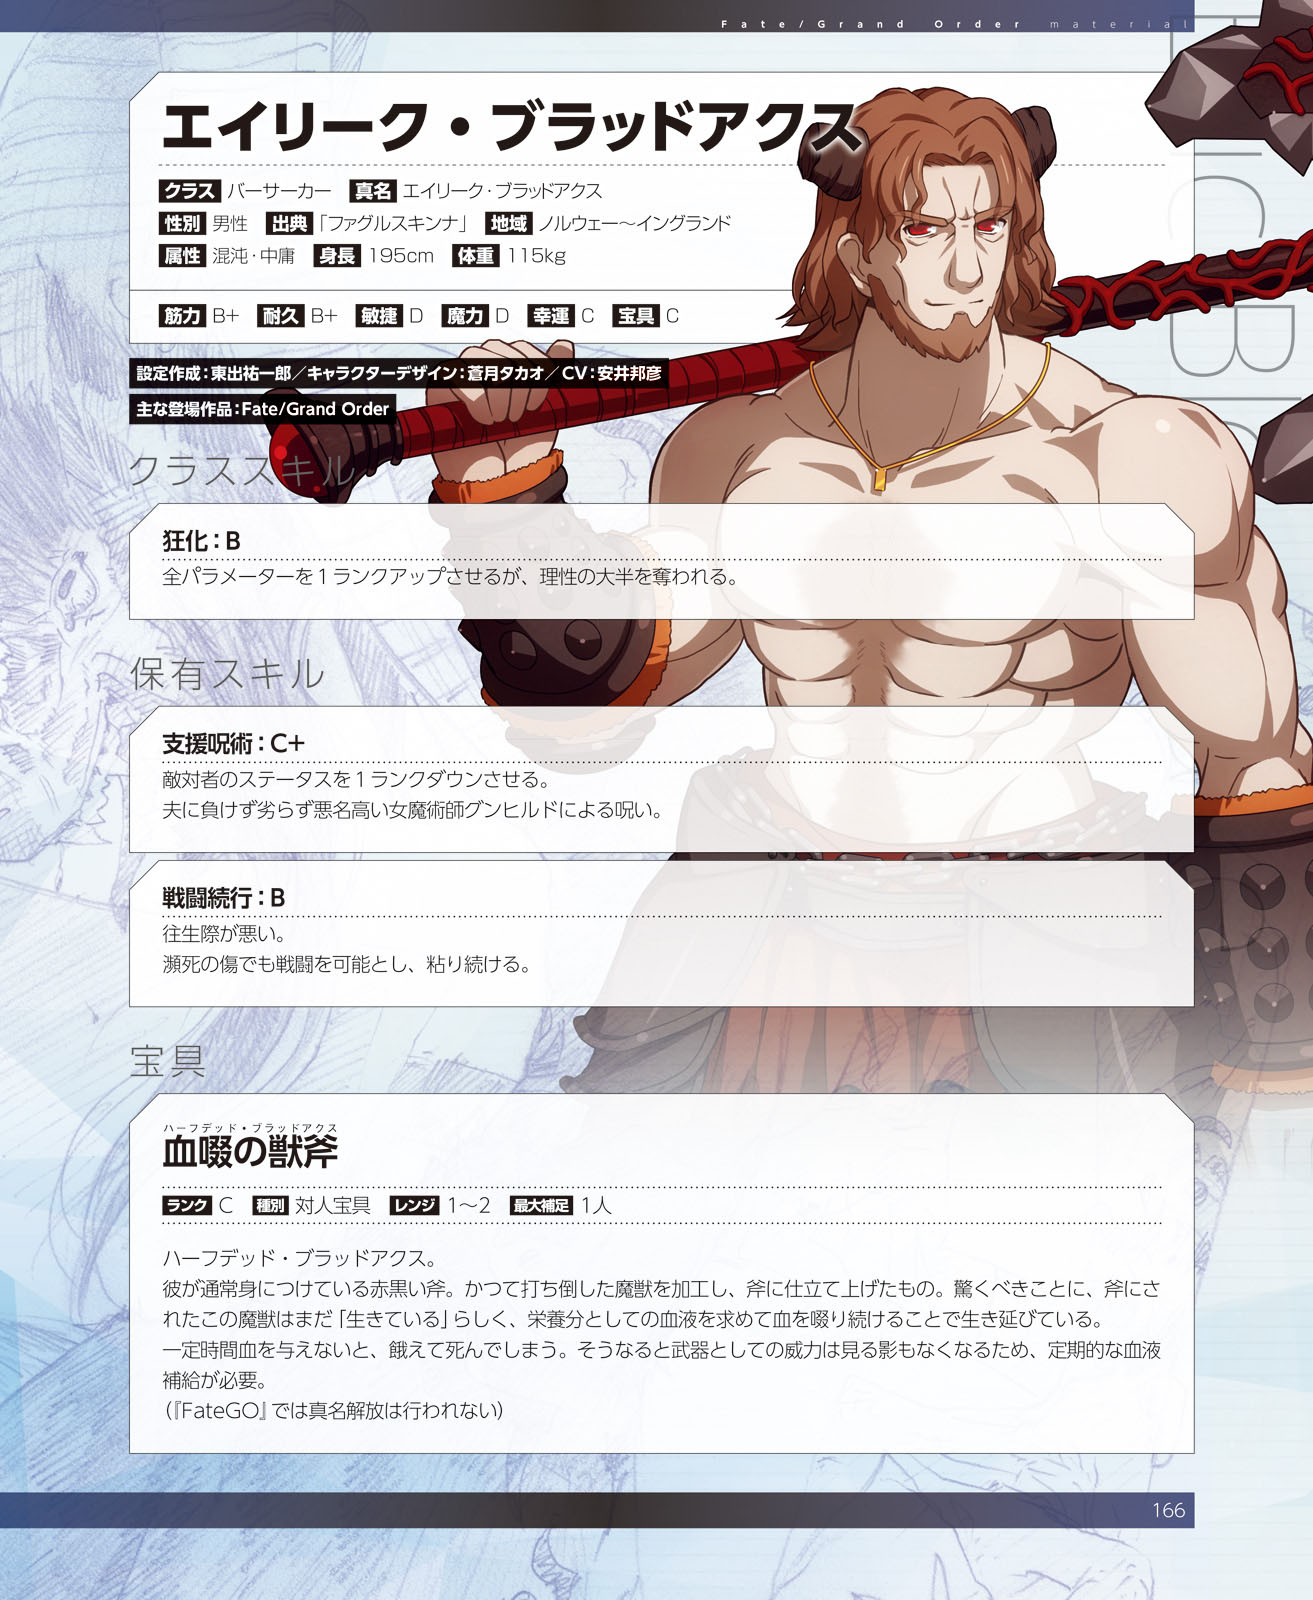 Fate/Grand Order material
エイリーク・ブラッドアクス
クラス バーサーカー 真名 エイリーク・ブラッドアクス
性別 男性 出典 「ファグルスキンナ」 地域 ノルウェー～イングランド
属性 混沌・中庸 身長 195cm 体重 115kg
筋力 B+ 耐久 B+ 敏捷 D 魔力 D 幸運 C 宝具 C
設定作成：東出祐一郎／キャラクターデザイン：蒼月タカオ／CV：安井邦彦
主な登場作品：Fate/Grand Order
クラススキル
狂化：B
全パラメーターを1ランクアップさせるが、理性の大半を奪われる。
保有スキル
支援呪術：C+
敵対者のステータスを1ランクダウンさせる。
夫に負けず劣らず悪名高い女魔術師グンヒルドによる呪い。
戦闘続行：B
往生際が悪い。
瀕死の傷でも戦闘を可能とし、粘り続ける。
宝具
ハーフデッド・ブラッドアクス
血啜の獣斧
ランク C 種別 対人宝具 レンジ 1～2 最大補足 1人
ハーフデッド・ブラッドアクス。
彼が通常身につけている赤黒い斧。かつて打ち倒した魔獣を加工し、斧に仕立て上げたもの。驚くべきことに、斧にさ
れたこの魔獣はまだ「生きている」らしく、栄養分としての血液を求めて血を啜り続けることで生き延びている。
一定時間血を与えないと、餓えて死んでしまう。そうなると武器としての威力は見る影もなくなるため、定期的な血液
補給が必要。
（『FateGO』では真名解放は行われない）
166